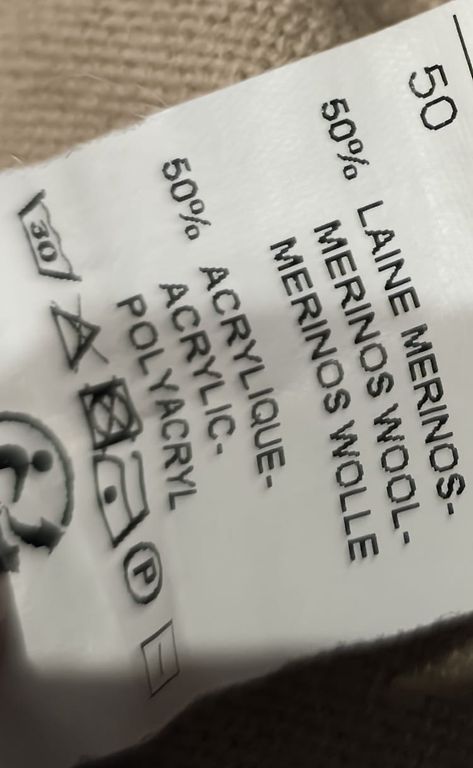 50
50% LAINE MERINOS-
MERINOS WOOL-
MERINOS WOLLE
50% ACRYLIQUE-
ACRYLIC-
POLYACRYL
30
P